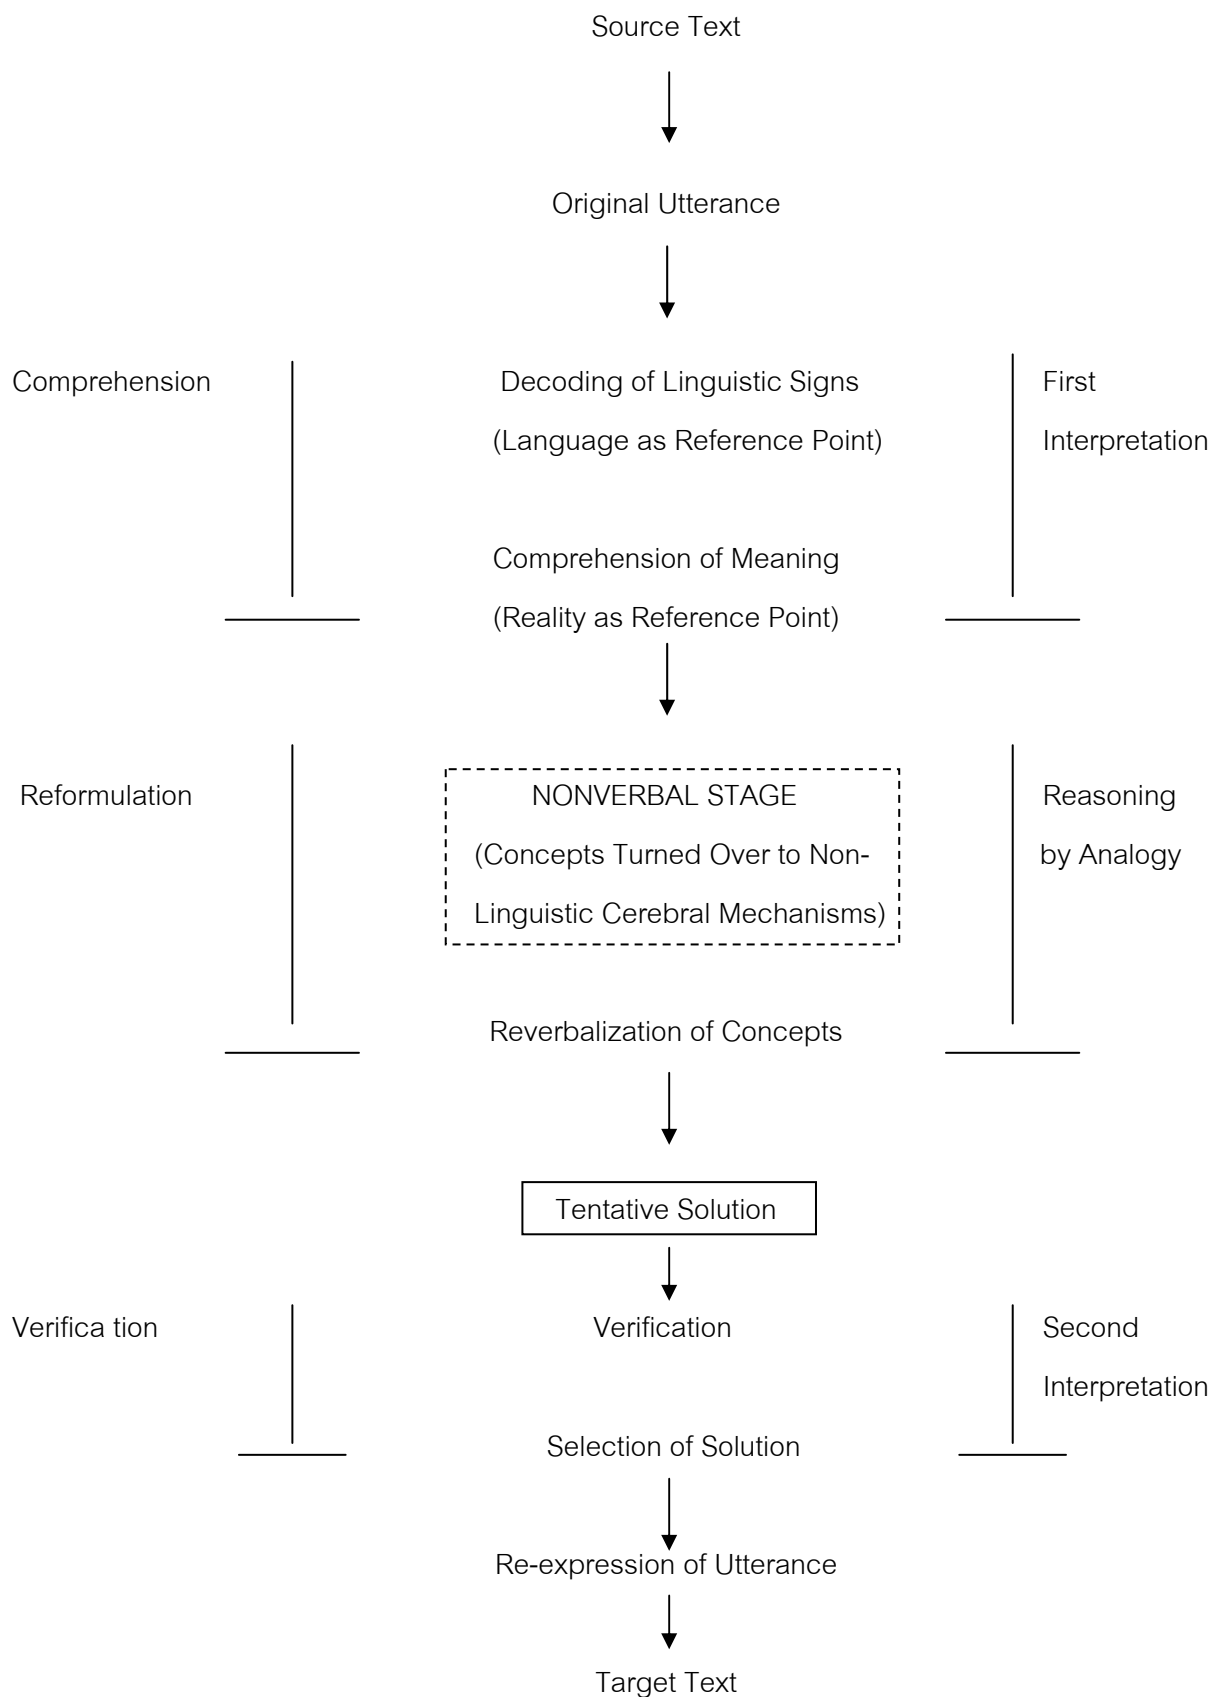 Source Text
Original Utterance
Comprehension
Decoding of Linguistic Signs
(Language as Reference Point)
First
Interpretation
Comprehension of Meaning
(Reality as Reference Point)
Reformulation
NONVERBAL STAGE
(Concepts Turned Over to Non-
Linguistic Cerebral Mechanisms)
Reasoning
by Analogy
Reverbalization of Concepts
Tentative Solution
Verifica tion
Verification
Second
Interpretation
Selection of Solution
Re-expression of Utterance
Target Text